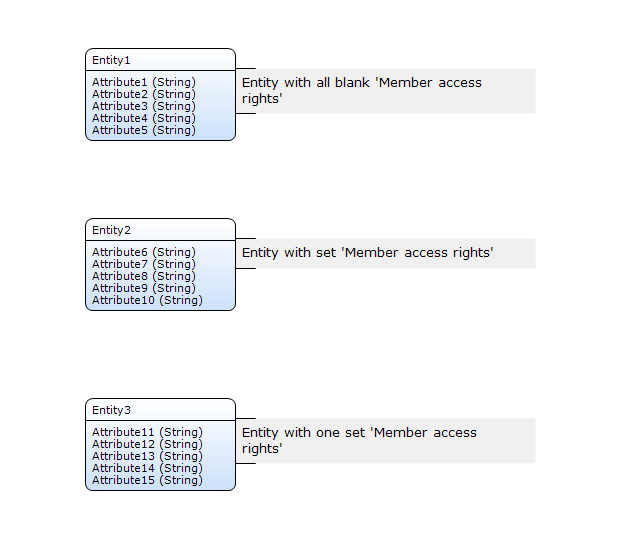 Entity1
Attribute1 (String)
Attribute2 (String)
Attribute3 (String)
Attribute4 (String)
Attribute5 (String)
Entity with all blank 'Member access
rights'
Entity2
Attribute6 (String)
Attribute7 (String)
Attribute8 (String)
Attribute9 (String)
Attribute10 (String)
Entity with set 'Member access rights'
Entity3
Attribute11 (String)
Attribute12 (String)
Attribute13 (String)
Attribute14 (String)
Attribute15 (String)
Entity with one set 'Member access
rights'